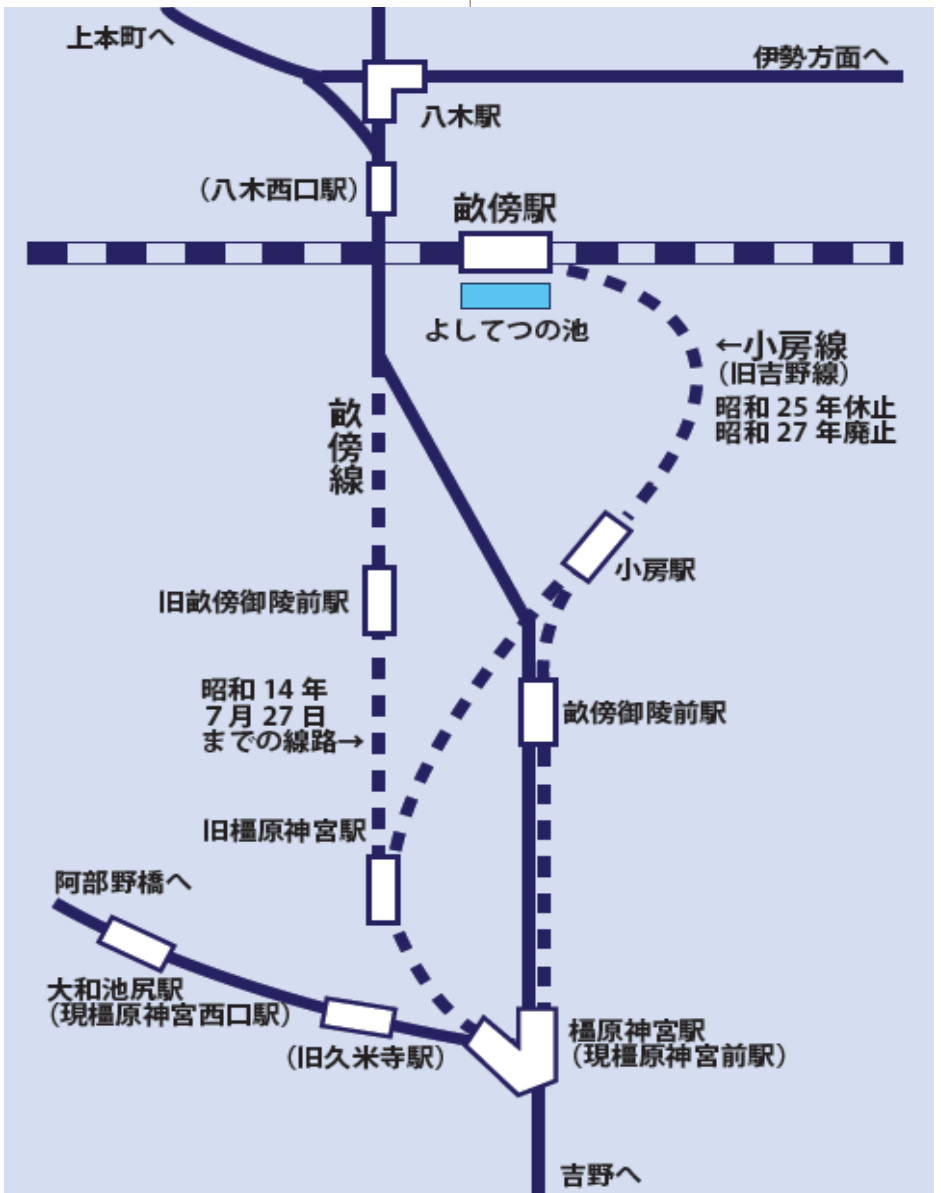 上本町へ
伊勢方面へ
八木駅
（八木西口駅）
畝傍駅
よしてつの池
←小房線
（旧吉野線）
昭和 25 年休止
昭和 27 年廃止
畝傍線
小房駅
旧畝傍御陵前駅
昭和 14 年
7 月 27 日
までの線路→
畝傍御陵前駅
旧橿原神宮駅
阿部野橋へ
大和池尻駅
（現橿原神宮西口駅）
（旧久米寺駅）
橿原神宮駅
（現橿原神宮前駅）
吉野へ